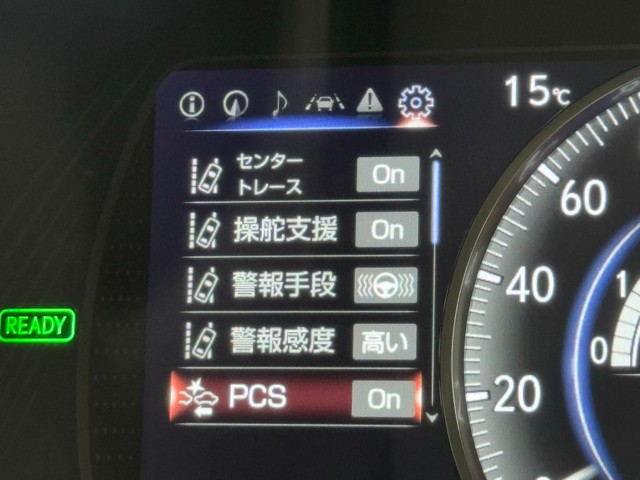 15℃
センター
トレース
On
操舵支援
On
警報手段
警報感度
高い
PCS
On
READY
60
40
20
1
0